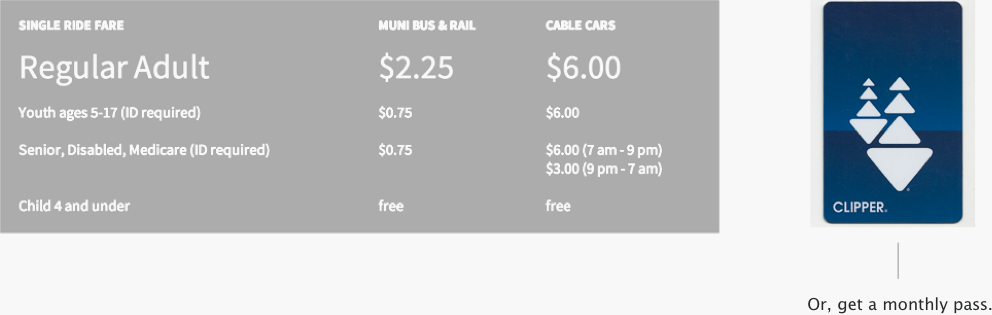 SINGLE RIDE FARE MUNI BUS & RAIL CABLE CARS
Regular Adult $2.25 $6.00
Youth ages 5-17 (ID required) $0.75 $6.00
Senior, Disabled, Medicare (ID required) $0.75 $6.00 (7 am - 9 pm)
$3.00 (9 pm - 7 am)
Child 4 and under free free
CLIPPER.
Or, get a monthly pass.